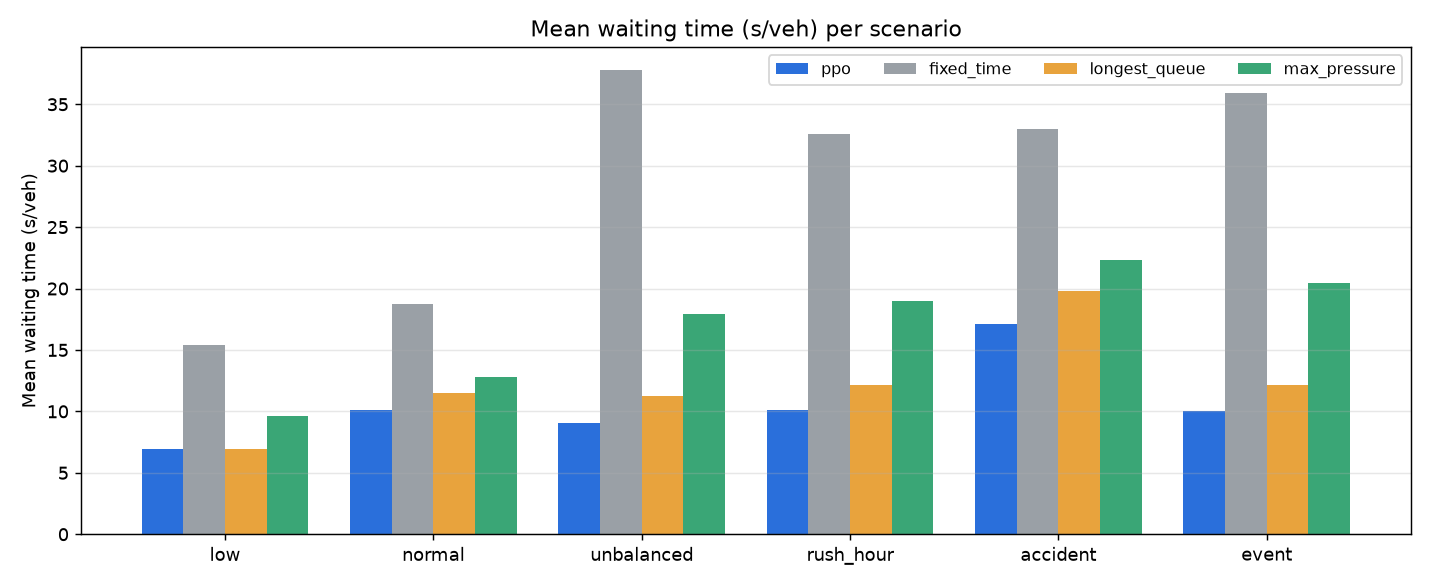 Mean waiting time (s/veh) per scenario
ppo fixed_time longest_queue max_pressure
Mean waiting time (s/veh)
35
30
25
20
15
10
5
0
low normal unbalanced rush_hour accident event